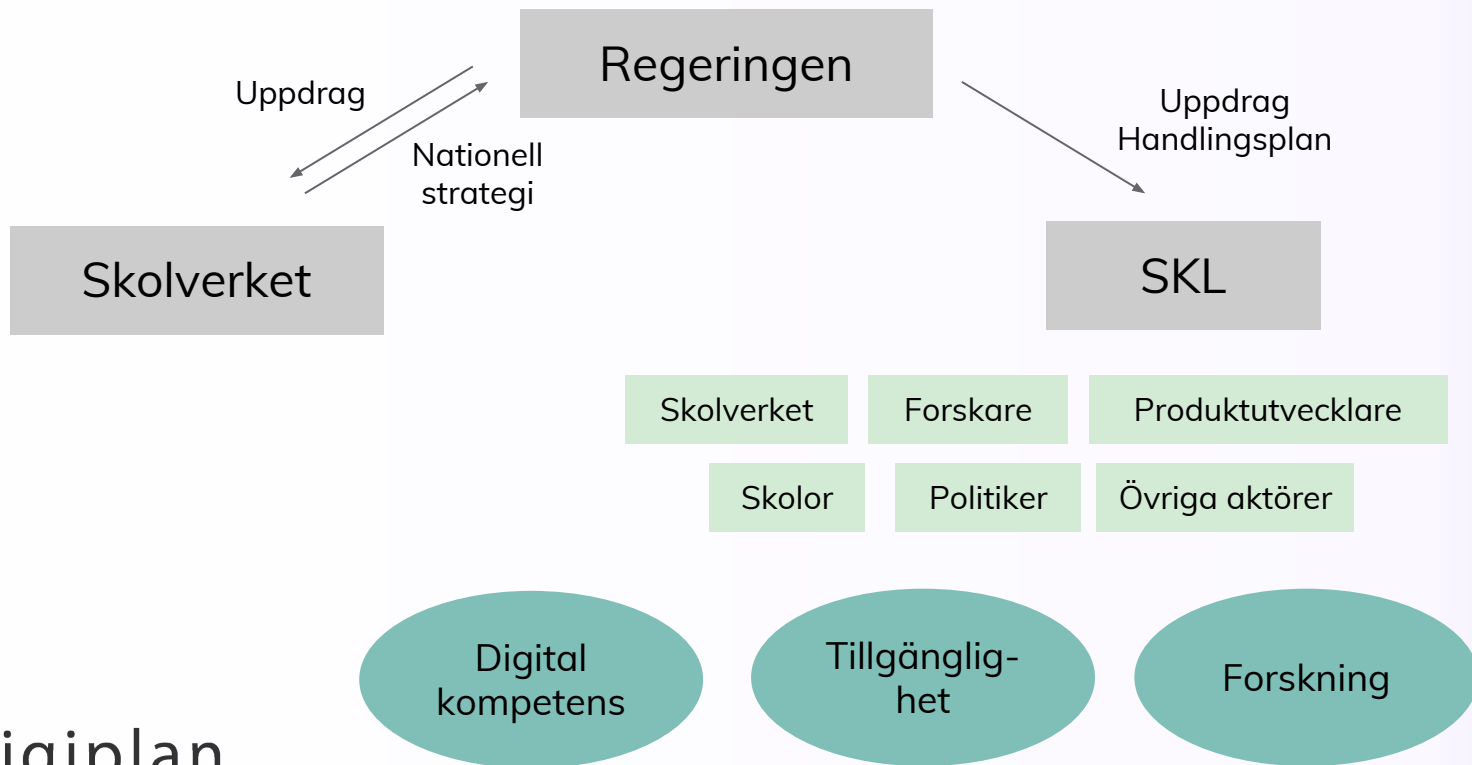 Regeringen
Uppdrag
Uppdrag
Handlingsplan
Nationell
strategi
Skolverket
SKL
Skolverket
Forskare
Produktutvecklare
Skolor
Politiker
Övriga aktörer
Digital
kompetens
Tillgänglig-
het
Forskning
igiplan